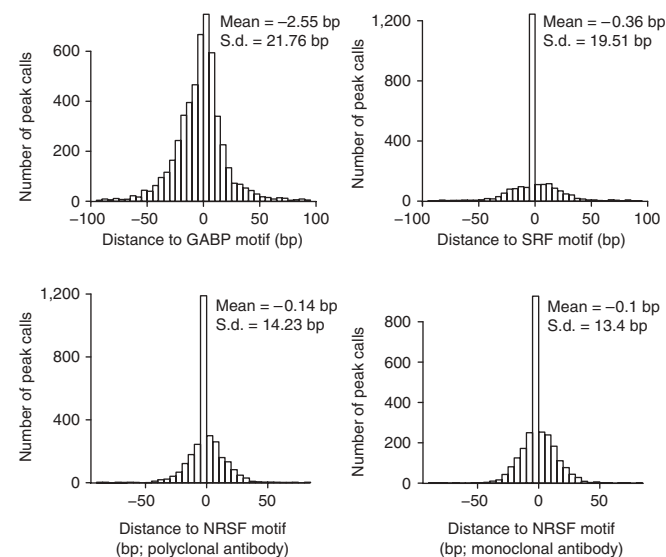 Mean = −2.55 bp
S.d. = 21.76 bp
600
400
200
0
Number of peak calls
−100
−50
0
50
100
Distance to GABP motif (bp)
Mean = −0.36 bp
S.d. = 19.51 bp
1,200
800
400
0
Number of peak calls
−100
−50
0
50
100
Distance to SRF motif (bp)
Mean = −0.14 bp
S.d. = 14.23 bp
1,200
800
400
0
Number of peak calls
−50
0
50
Distance to NRSF motif
(bp; polyclonal antibody)
Mean = −0.1 bp
S.d. = 13.4 bp
800
600
400
200
0
Number of peak calls
−50
0
50
Distance to NRSF motif
(bp; monoclonal antibody)